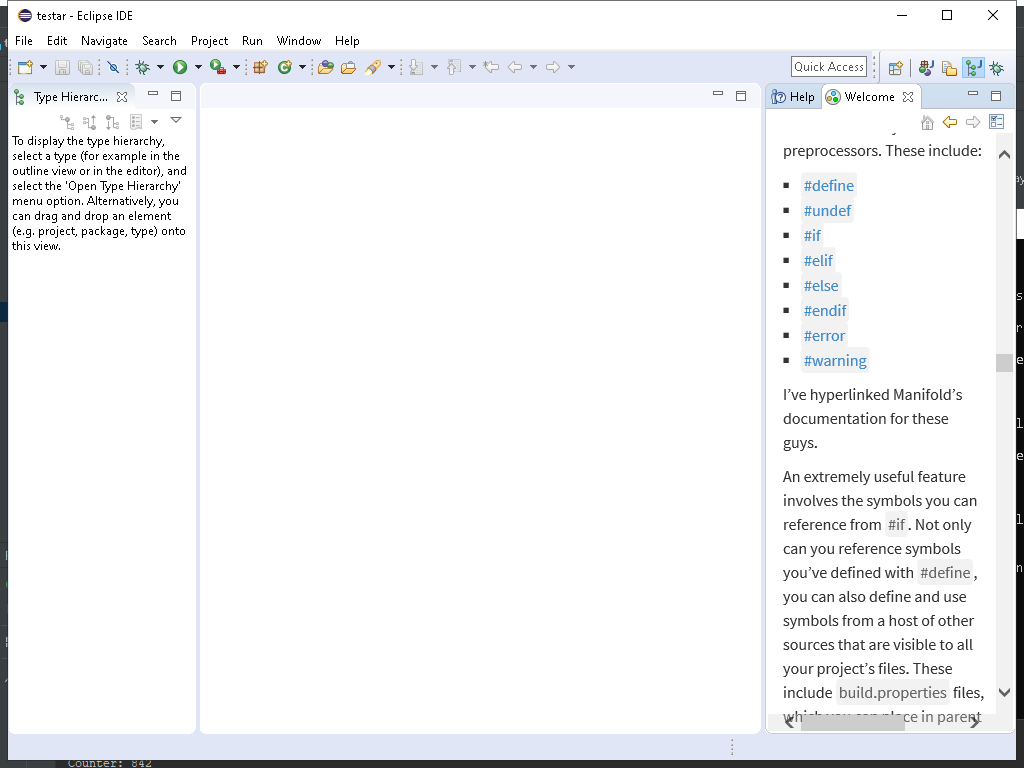 testar - Eclipse IDE
File Edit Navigate Search Project Run Window Help
Quick Access
Type Hierarc...
Help
Welcome
To display the type hierarchy,
select a type (for example in the
outline view or in the editor), and
select the 'Open Type Hierarchy'
menu option. Alternatively, you
can drag and drop an element
(e.g. project, package, type) onto
this view.
preprocessors. These include:
#define
#undef
#if
#elif
#else
#endif
#error
#warning
I’ve hyperlinked Manifold’s
documentation for these
guys.
An extremely useful feature
involves the symbols you can
reference from #if. Not only
can you reference symbols
you’ve defined with #define,
you can also define and use
symbols from a host of other
sources that are visible to all
your project’s files. These
include build.properties files,
which you can place in parent
Counter: 842